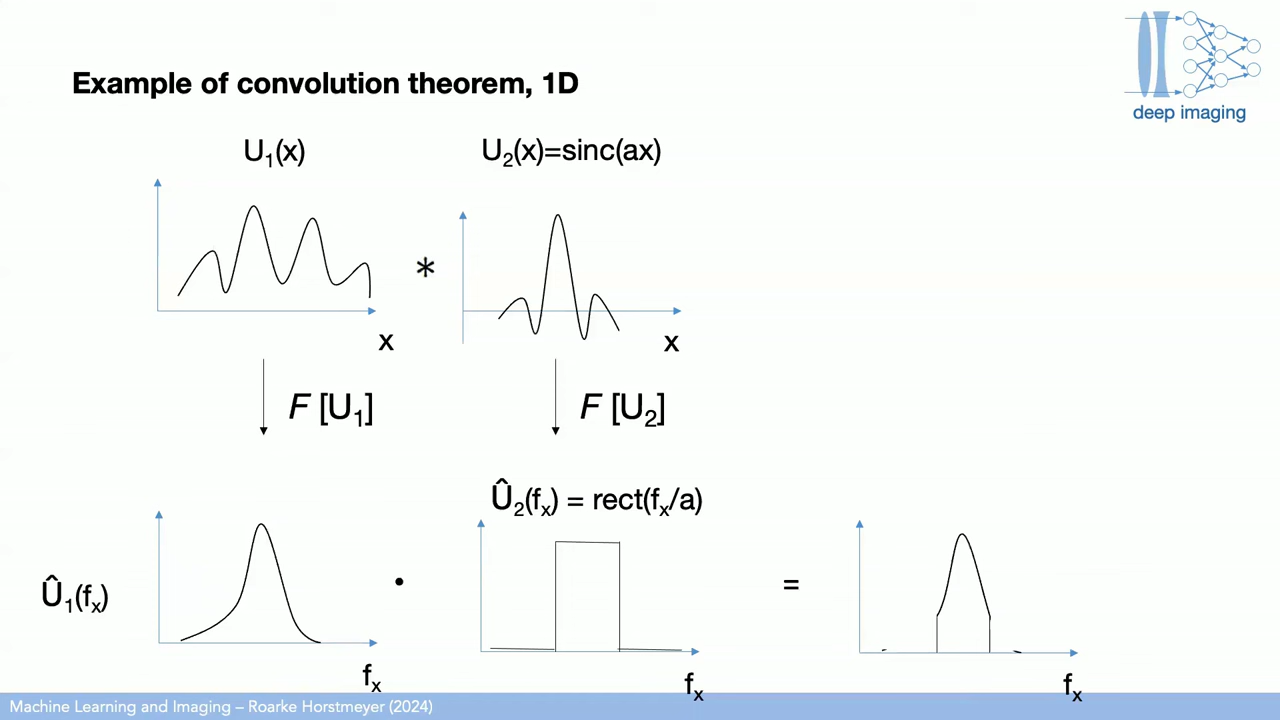 Example of convolution theorem, 1D
deep imaging
U₁(x)
U₂(x)=sinc(ax)
*
x
x
F [U₁]
F [U₂]
Û₂(fₓ) = rect(fₓ/a)
Û₁(fₓ)
•
=
fₓ
fₓ
fₓ
Machine Learning and Imaging – Roarke Horstmeyer (2024)